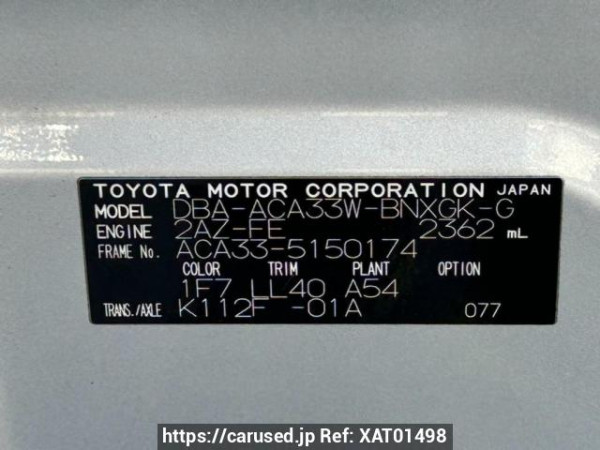 TOYOTA MOTOR CORPORATION JAPAN
MODEL DBA-ACA33W-BNXGK-G
ENGINE 2AZ-FE 2362 mL
FRAME No. ACA33-5150174
COLOR TRIM PLANT OPTION
1F7 LL40 A54
TRANS./AXLE K112F -01A 077
https://carused.jp Ref: XAT01498